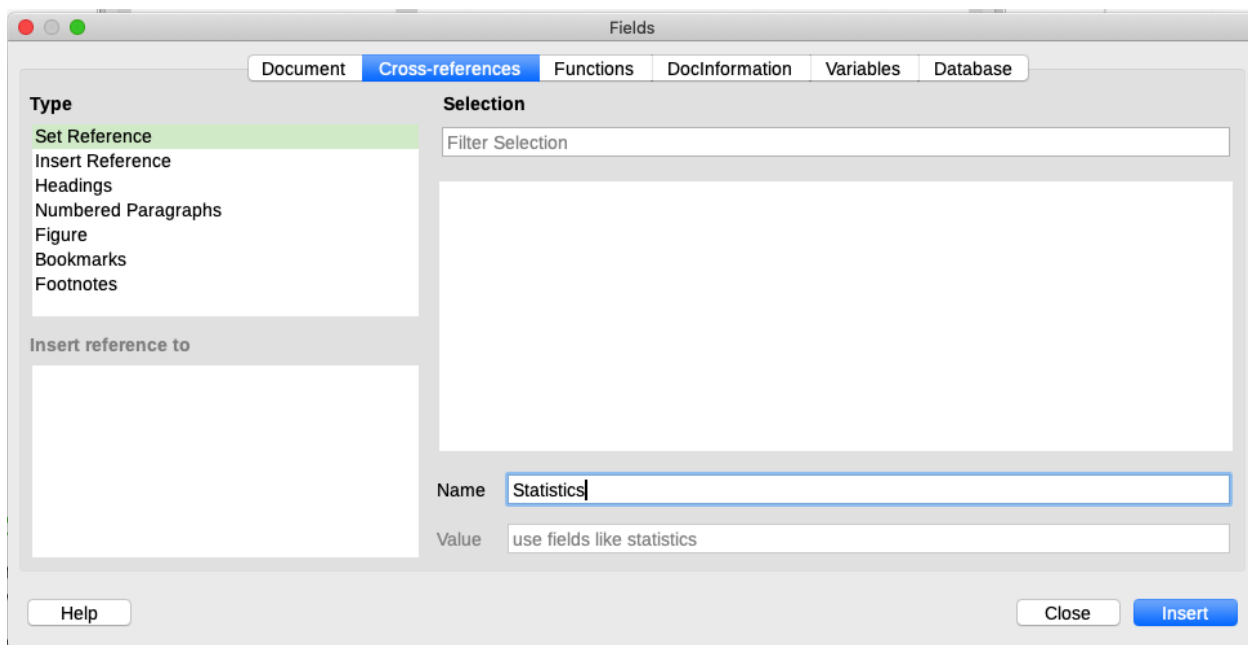 Fields
Document Cross-references Functions DocInformation Variables Database
Type
Set Reference
Insert Reference
Headings
Numbered Paragraphs
Figure
Bookmarks
Footnotes
Insert reference to
Selection
Filter Selection
Name Statistics
Value use fields like statistics
Help Close Insert